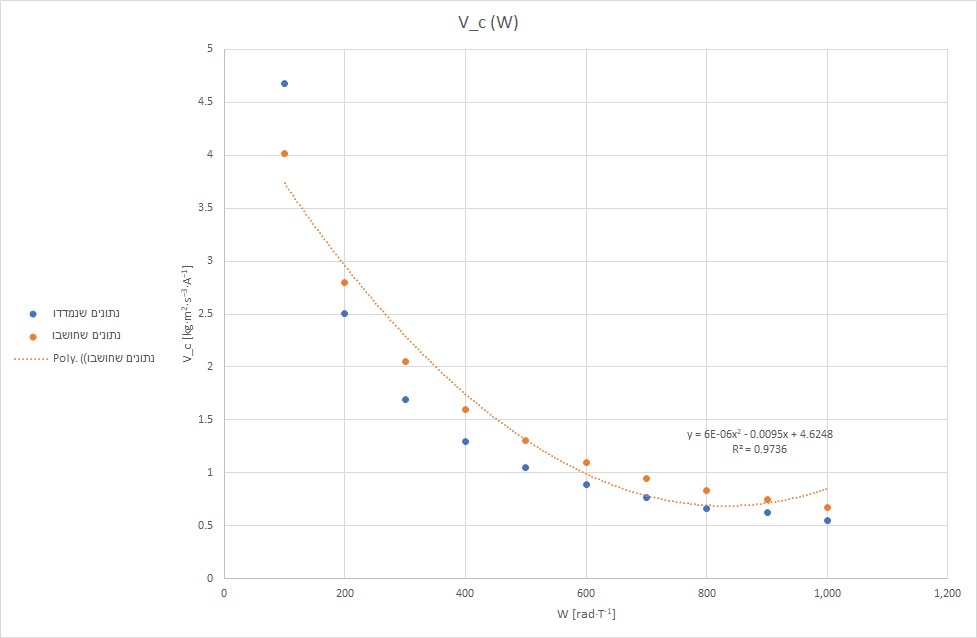 V_c (W)
5
4.5
4
3.5
3
2.5
2
1.5
1
0.5
0
V_c [kg·m²·s⁻³·A⁻¹]
0
200
400
600
800
1,000
1,200
W [rad·T⁻¹]
y = 6E-06x² - 0.0095x + 4.6248
R² = 0.9736
נתונים שנמדדו
נתונים שחושבו
Poly. ((נתונים שחושבו